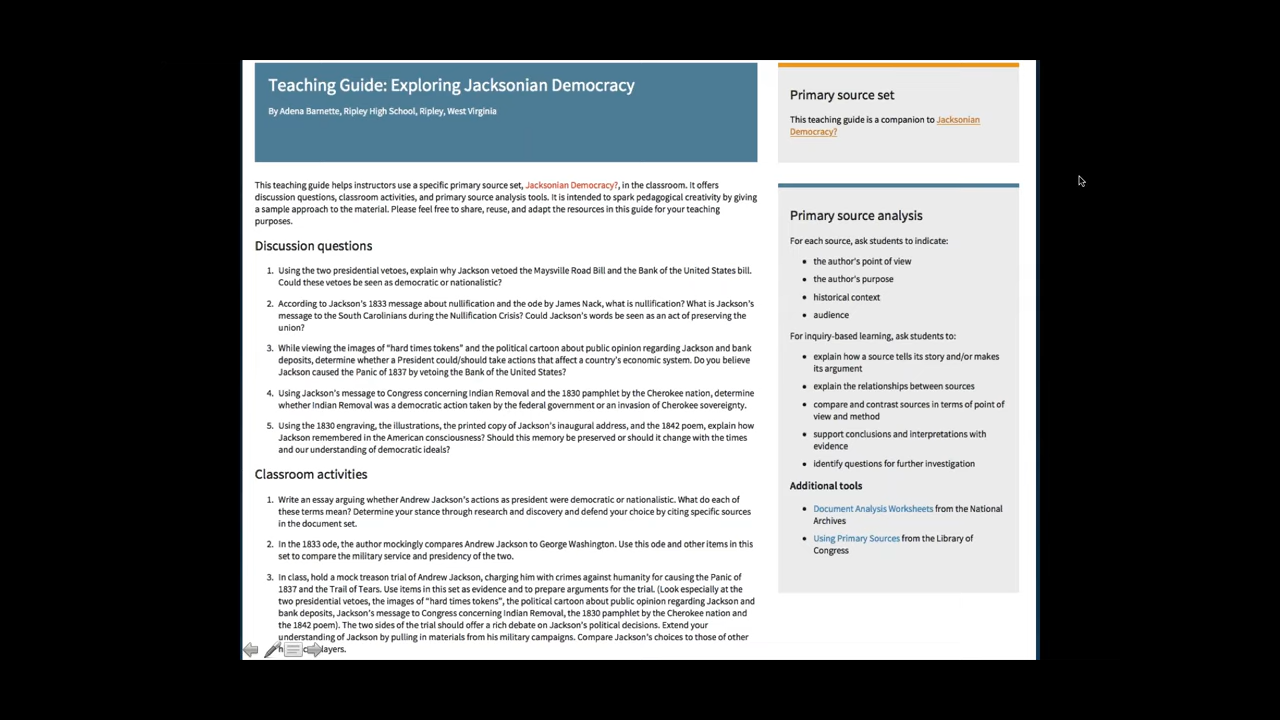 Teaching Guide: Exploring Jacksonian Democracy
By Adena Barnette, Ripley High School, Ripley, West Virginia
This teaching guide helps instructors use a specific primary source set, Jacksonian Democracy?, in the classroom. It offers
discussion questions, classroom activities, and primary source analysis tools. It is intended to spark pedagogical creativity by giving
a sample approach to the material. Please feel free to share, reuse, and adapt the resources in this guide for your teaching
purposes.
Discussion questions
1. Using the two presidential vetoes, explain why Jackson vetoed the Maysville Road Bill and the Bank of the United States bill.
Could these vetoes be seen as democratic or nationalistic?
2. According to Jackson's 1833 message about nullification and the ode by James Nack, what is nullification? What is Jackson's
message to the South Carolinians during the Nullification Crisis? Could Jackson's words be seen as an act of preserving the
union?
3. While viewing the images of "hard times tokens" and the political cartoon about public opinion regarding Jackson and bank
deposits, determine whether a President could/should take actions that affect a country's economic system. Do you believe
Jackson caused the Panic of 1837 by vetoing the Bank of the United States?
4. Using Jackson's message to Congress concerning Indian Removal and the 1830 pamphlet by the Cherokee nation, determine
whether Indian Removal was a democratic action taken by the federal government or an invasion of Cherokee sovereignty.
5. Using the 1830 engraving, the illustrations, the printed copy of Jackson's inaugural address, and the 1842 poem, explain how
Jackson remembered in the American consciousness? Should this memory be preserved or should it change with the times
and our understanding of democratic ideals?
Classroom activities
1. Write an essay arguing whether Andrew Jackson's actions as president were democratic or nationalistic. What do each of
these terms mean? Determine your stance through research and discovery and defend your choice by citing specific sources
in the document set.
2. In the 1833 ode, the author mockingly compares Andrew Jackson to George Washington. Use this ode and other items in this
set to compare the military service and presidency of the two.
3. In class, hold a mock treason trial of Andrew Jackson, charging him with crimes against humanity for causing the Panic of
1837 and the Trail of Tears. Use items in this set as evidence and to prepare arguments for the trial. (Look especially at the
two presidential vetoes, the images of "hard times tokens", the political cartoon about public opinion regarding Jackson and
bank deposits, Jackson's message to Congress concerning Indian Removal, the 1830 pamphlet by the Cherokee nation and
the 1842 poem). The two sides of the trial should offer a rich debate on Jackson's political decisions. Extend your
understanding of Jackson by pulling in materials from his military campaigns. Compare Jackson's choices to those of other
Primary source set
This teaching guide is a companion to Jacksonian
Democracy?
Primary source analysis
For each source, ask students to indicate:
• the author's point of view
• the author's purpose
• historical context
• audience
For inquiry-based learning, ask students to:
• explain how a source tells its story and/or makes
its argument
• explain the relationships between sources
• compare and contrast sources in terms of point of
view and method
• support conclusions and interpretations with
evidence
• identify questions for further investigation
Additional tools
• Document Analysis Worksheets from the National
Archives
• Using Primary Sources from the Library of
Congress